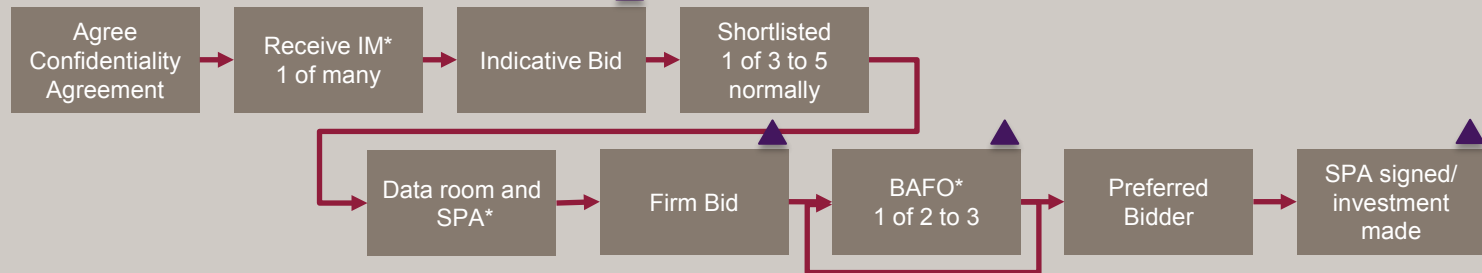 Agree
Confidentiality
Agreement
Receive IM*
1 of many
Indicative Bid
Shortlisted
1 of 3 to 5
normally
Data room and
SPA*
Firm Bid
BAFO*
1 of 2 to 3
Preferred
Bidder
SPA signed/
investment
made